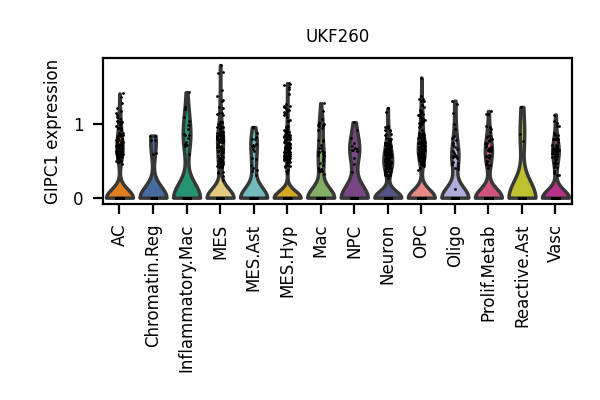 UKF260
GIPC1 expression
1
0
AC
Chromatin.Reg
Inflammatory.Mac
MES
MES.Ast
MES.Hyp
Mac
NPC
Neuron
OPC
Oligo
Prolif.Metab
Reactive.Ast
Vasc